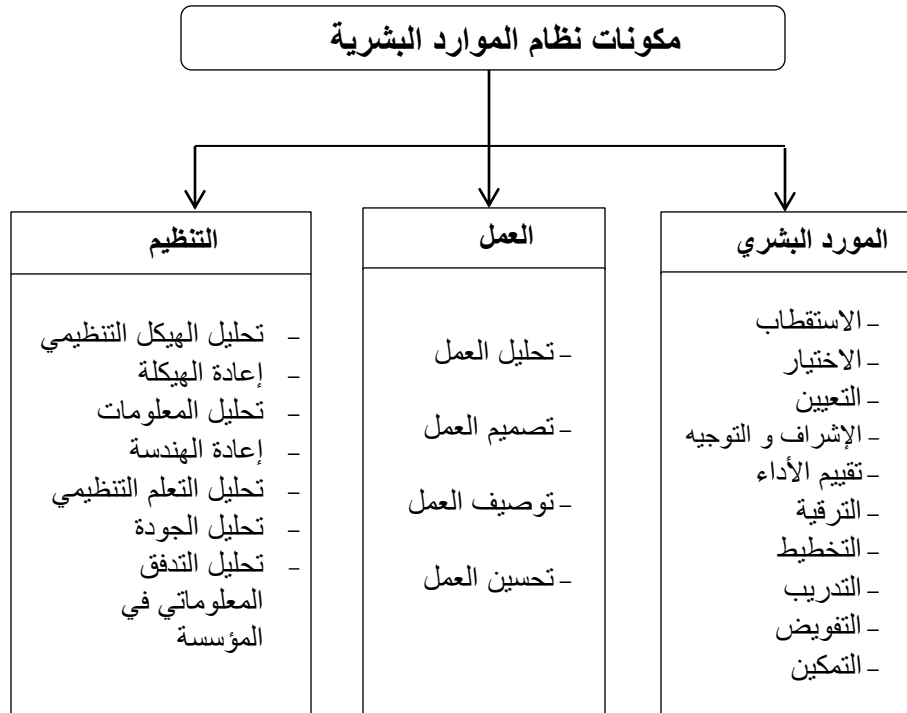 مكونات نظام الموارد البشرية
المورد البشري
- الاستقطاب
- الاختيار
- التعيين
- الإشراف و التوجيه
- تقييم الأداء
- الترقية
- التخطيط
- التدريب
- التفويض
- التمكين
العمل
- تحليل العمل
- تصميم العمل
- توصيف العمل
- تحسين العمل
التنظيم
- تحليل الهيكل التنظيمي
- إعادة الهيكلة
- تحليل المعلومات
- إعادة الهندسة
- تحليل التعلم التنظيمي
- تحليل الجودة
- تحليل التدفق
المعلوماتي في
المؤسسة